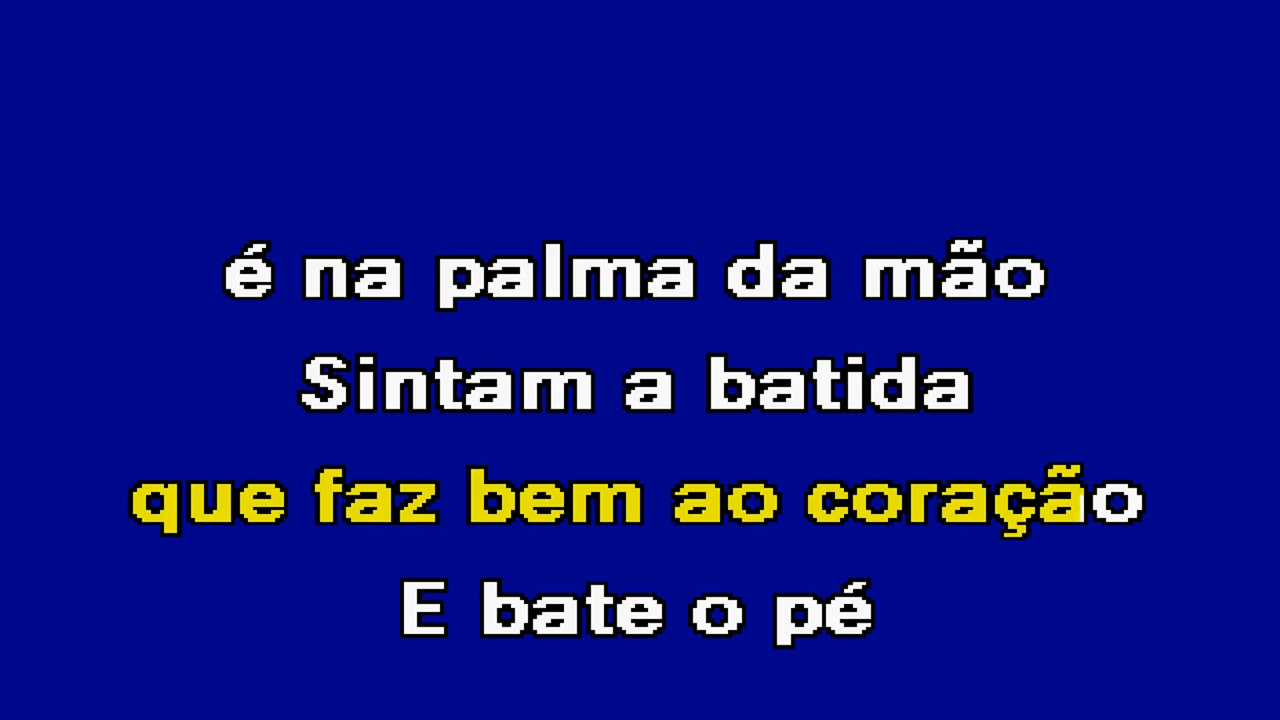 é na palma da mão
Sintam a batida
que faz bem ao coração
E bate o pé